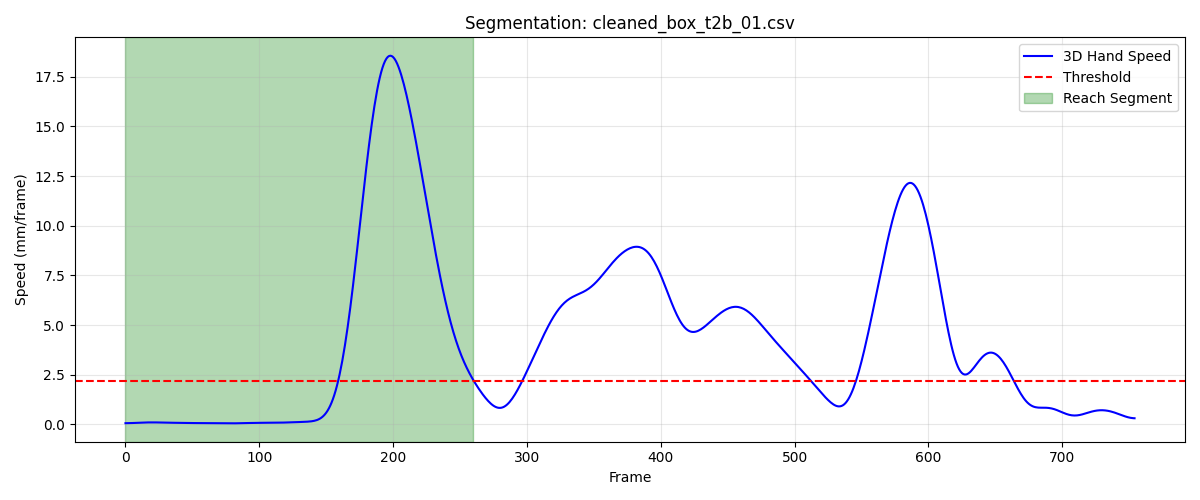 Segmentation: cleaned_box_t2b_01.csv
3D Hand Speed
Threshold
Reach Segment
Speed (mm/frame)
17.5
15.0
12.5
10.0
7.5
5.0
2.5
0.0
0 100 200 300 400 500 600 700
Frame